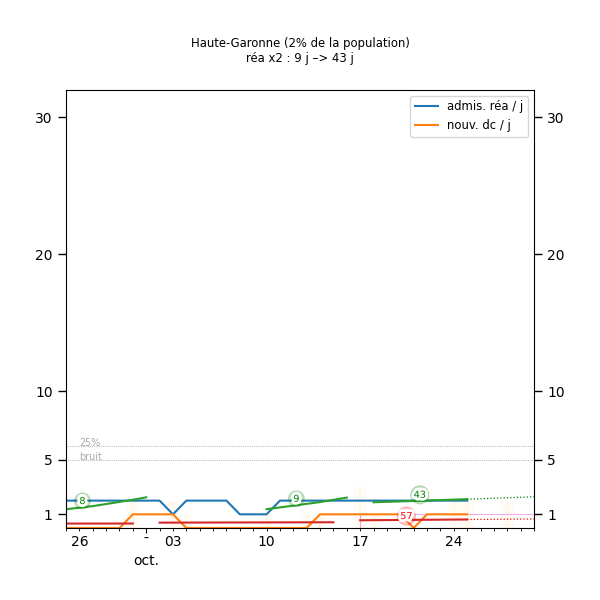 Haute-Garonne (2% de la population)
réa x2 : 9 j –> 43 j
admis. réa / j
nouv. dc / j
30 30
20 20
10 10
25%
bruit
5 5
8 9 43
57
1 1
26 - 03 10 17 24
oct.